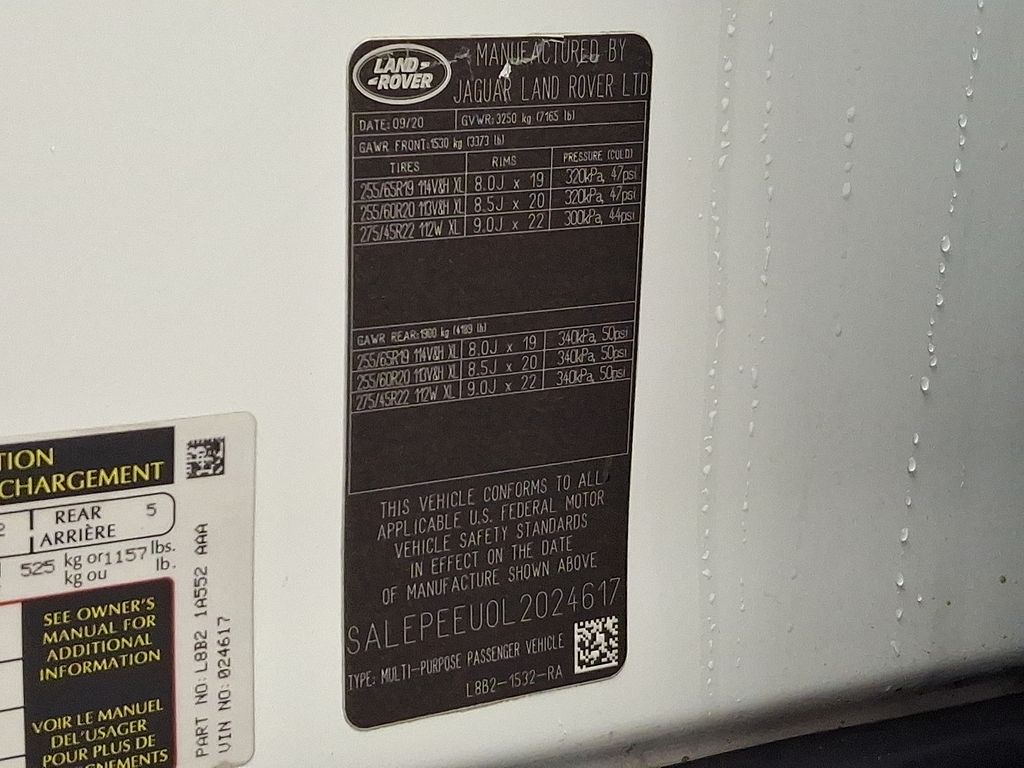 LAND-
-ROVER
MANUFACTURED BY
JAGUAR LAND ROVER LTD
DATE: 09/20 GVWR: 3250 kg (7165 lb)
GAWR FRONT: 1530 kg (3373 lb)
TIRES RIMS PRESSURE (COLD)
255/65R19 114V&H XL 8.0J x 19 320kPa, 47psi
255/60R20 113V&H XL 8.5J x 20 320kPa, 47psi
275/45R22 112W XL 9.0J x 22 300kPa, 44psi
GAWR REAR: 1900 kg (4189 lb)
255/65R19 114V&H XL 8.0J x 19 340kPa, 50psi
255/60R20 113V&H XL 8.5J x 20 340kPa, 50psi
275/45R22 112W XL 9.0J x 22 340kPa, 50psi
THIS VEHICLE CONFORMS TO ALL
APPLICABLE U.S. FEDERAL MOTOR
VEHICLE SAFETY STANDARDS
IN EFFECT ON THE DATE
OF MANUFACTURE SHOWN ABOVE
SALEPEEU0L2024617
TYPE: MULTI-PURPOSE PASSENGER VEHICLE
L8B2-1532-RA
TION
CHARGEMENT
2 REAR 5
ARRIÈRE
525 kg or 1157 lbs.
kg ou lb.
SEE OWNER'S
MANUAL FOR
ADDITIONAL
INFORMATION
VOIR LE MANUEL
DE L'USAGER
POUR PLUS DE
GNEMENTS
PART NO: L8B2 1A552 AAA
VIN NO: 024617